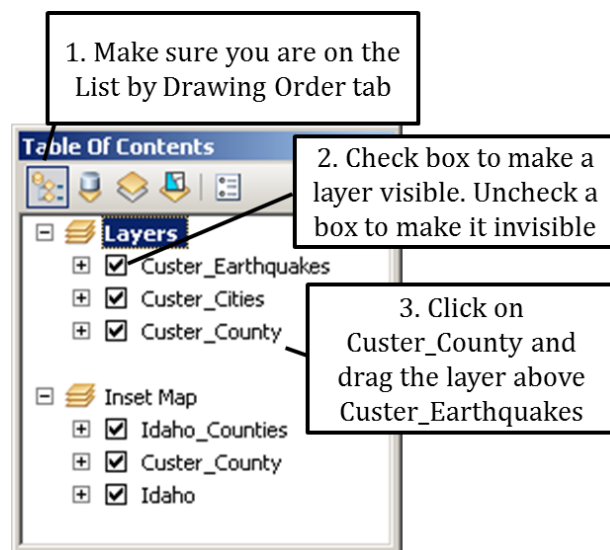 1. Make sure you are on the
List by Drawing Order tab
Table Of Contents
2. Check box to make a
layer visible. Uncheck a
box to make it invisible
Layers
Custer_Earthquakes
Custer_Cities
Custer_County
3. Click on
Custer_County and
drag the layer above
Custer_Earthquakes
Inset Map
Idaho_Counties
Custer_County
Idaho